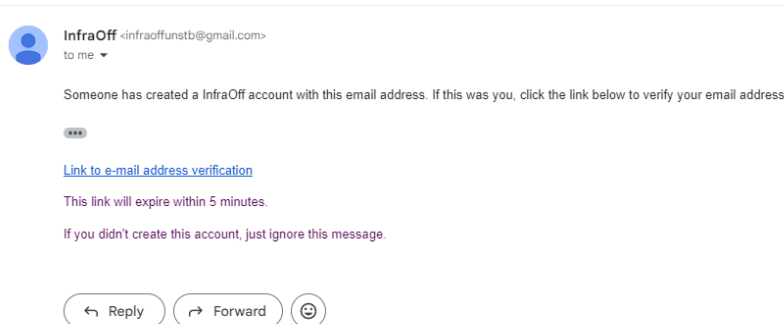 InfraOff <infraoffunstb@gmail.com>
to me
Someone has created a InfraOff account with this email address. If this was you, click the link below to verify your email address
Link to e-mail address verification
This link will expire within 5 minutes.
If you didn't create this account, just ignore this message.
Reply Forward